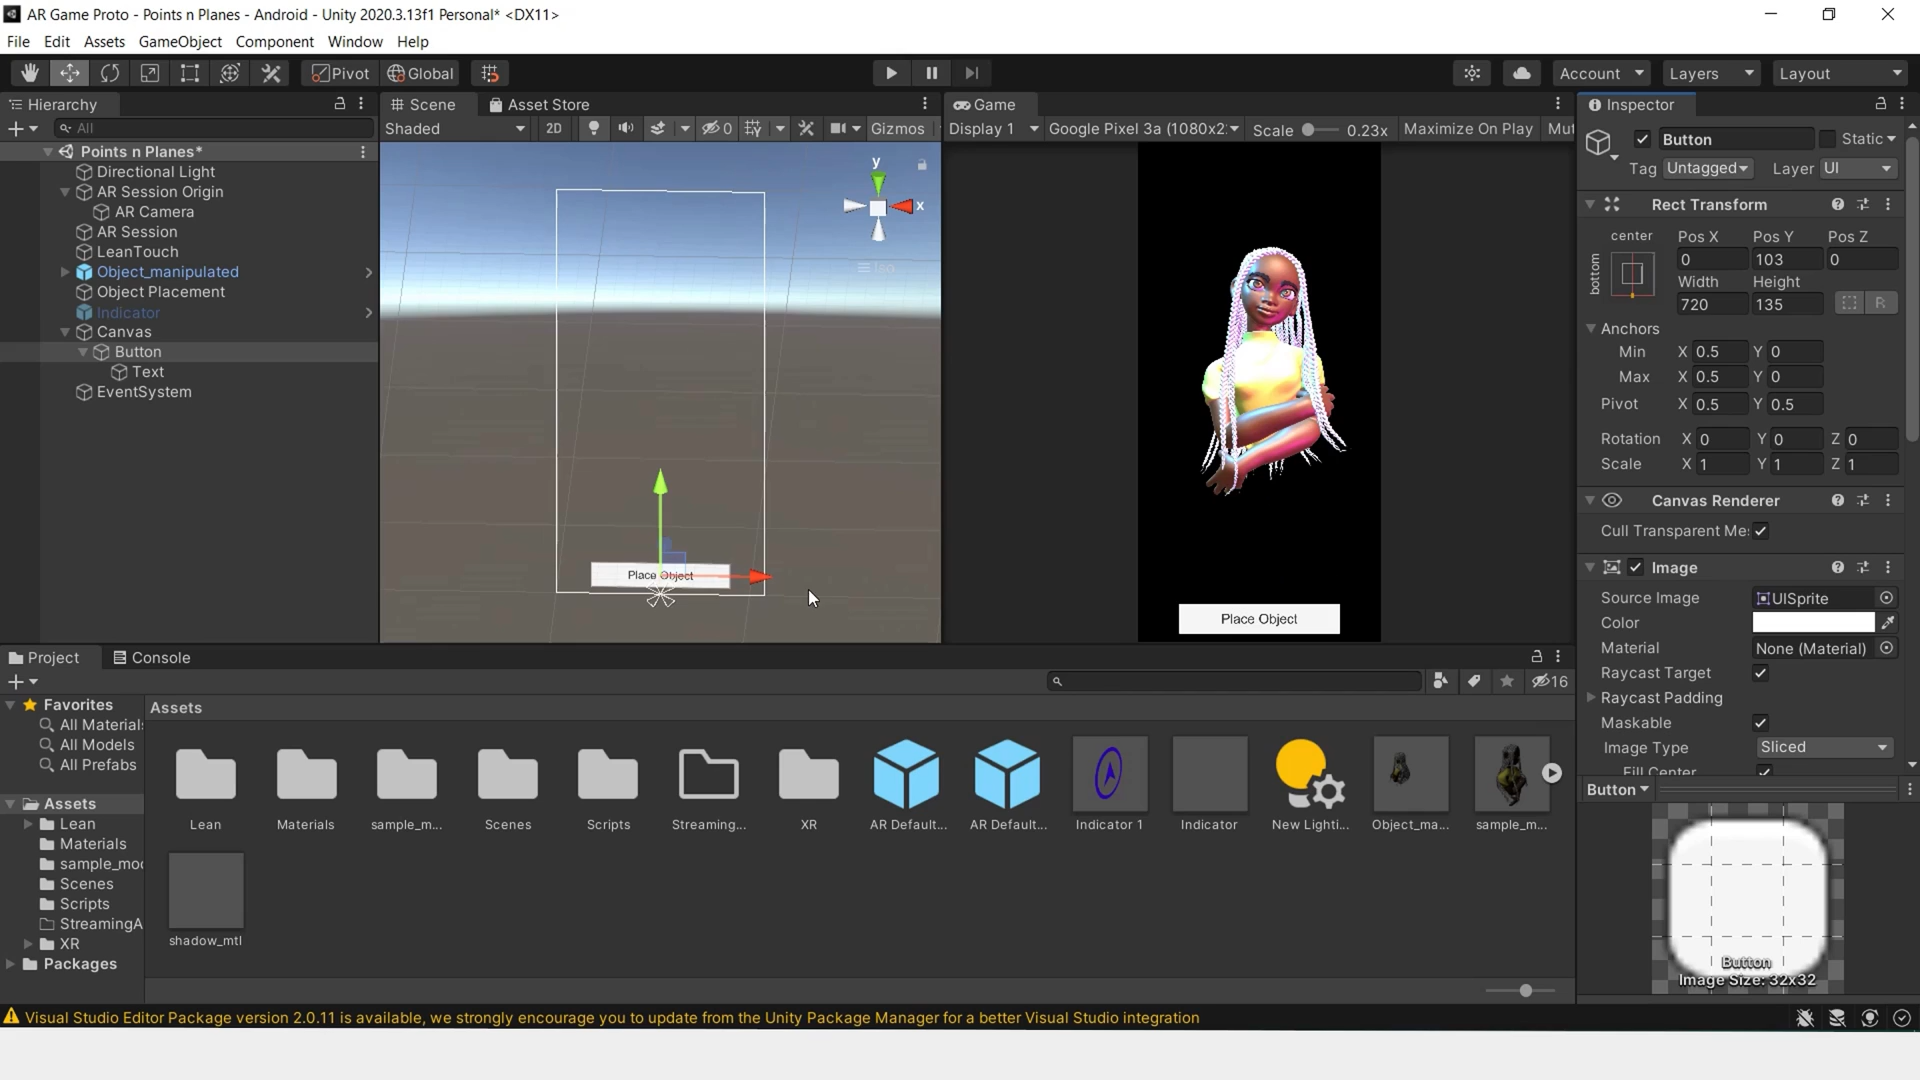 AR Game Proto - Points n Planes - Android - Unity 2020.3.13f1 Personal* <DX11>
File Edit Assets GameObject Component Window Help
Pivot Global Account Layers Layout
Hierarchy
All
Points n Planes*
Directional Light
AR Session Origin
AR Camera
AR Session
LeanTouch
Object_manipulated
Object Placement
Indicator
Canvas
Button
Text
EventSystem
Scene Asset Store
Shaded 2D 0 Gizmos
y
x
Iso
Place Object
Game
Display 1 Google Pixel 3a (1080x2: Scale 0.23x Maximize On Play Mut
Place Object
Inspector
Button Static
Tag Untagged Layer UI
Rect Transform
center Pos X Pos Y Pos Z
bottom
0 103 0
Width Height
720 135 R
Anchors
Min X 0.5 Y 0
Max X 0.5 Y 0
Pivot X 0.5 Y 0.5
Rotation X 0 Y 0 Z 0
Scale X 1 Y 1 Z 1
Canvas Renderer
Cull Transparent Me:
Image
Source Image UISprite
Color
Material None (Material)
Raycast Target
Raycast Padding
Maskable
Image Type Sliced
Fill Center
Button
Button
Image Size: 32x32
Project Console
16
Favorites
All Materials
All Models
All Prefabs
Assets
Lean
Materials
sample_mod
Scenes
Scripts
StreamingA
XR
Packages
Assets
Lean Materials sample_m... Scenes Scripts Streaming... XR AR Default... AR Default... Indicator 1 Indicator New Lighti... Object_ma... sample_m...
shadow_mtl
Visual Studio Editor Package version 2.0.11 is available, we strongly encourage you to update from the Unity Package Manager for a better Visual Studio integration